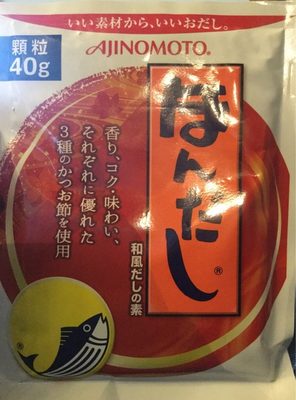 いい素材から、いいおだし。
顆粒
40g
AJINOMOTO®
ほんだし®
香り、コク・味わい、
それぞれに優れた
3種のかつお節を使用
和風だしの素
®